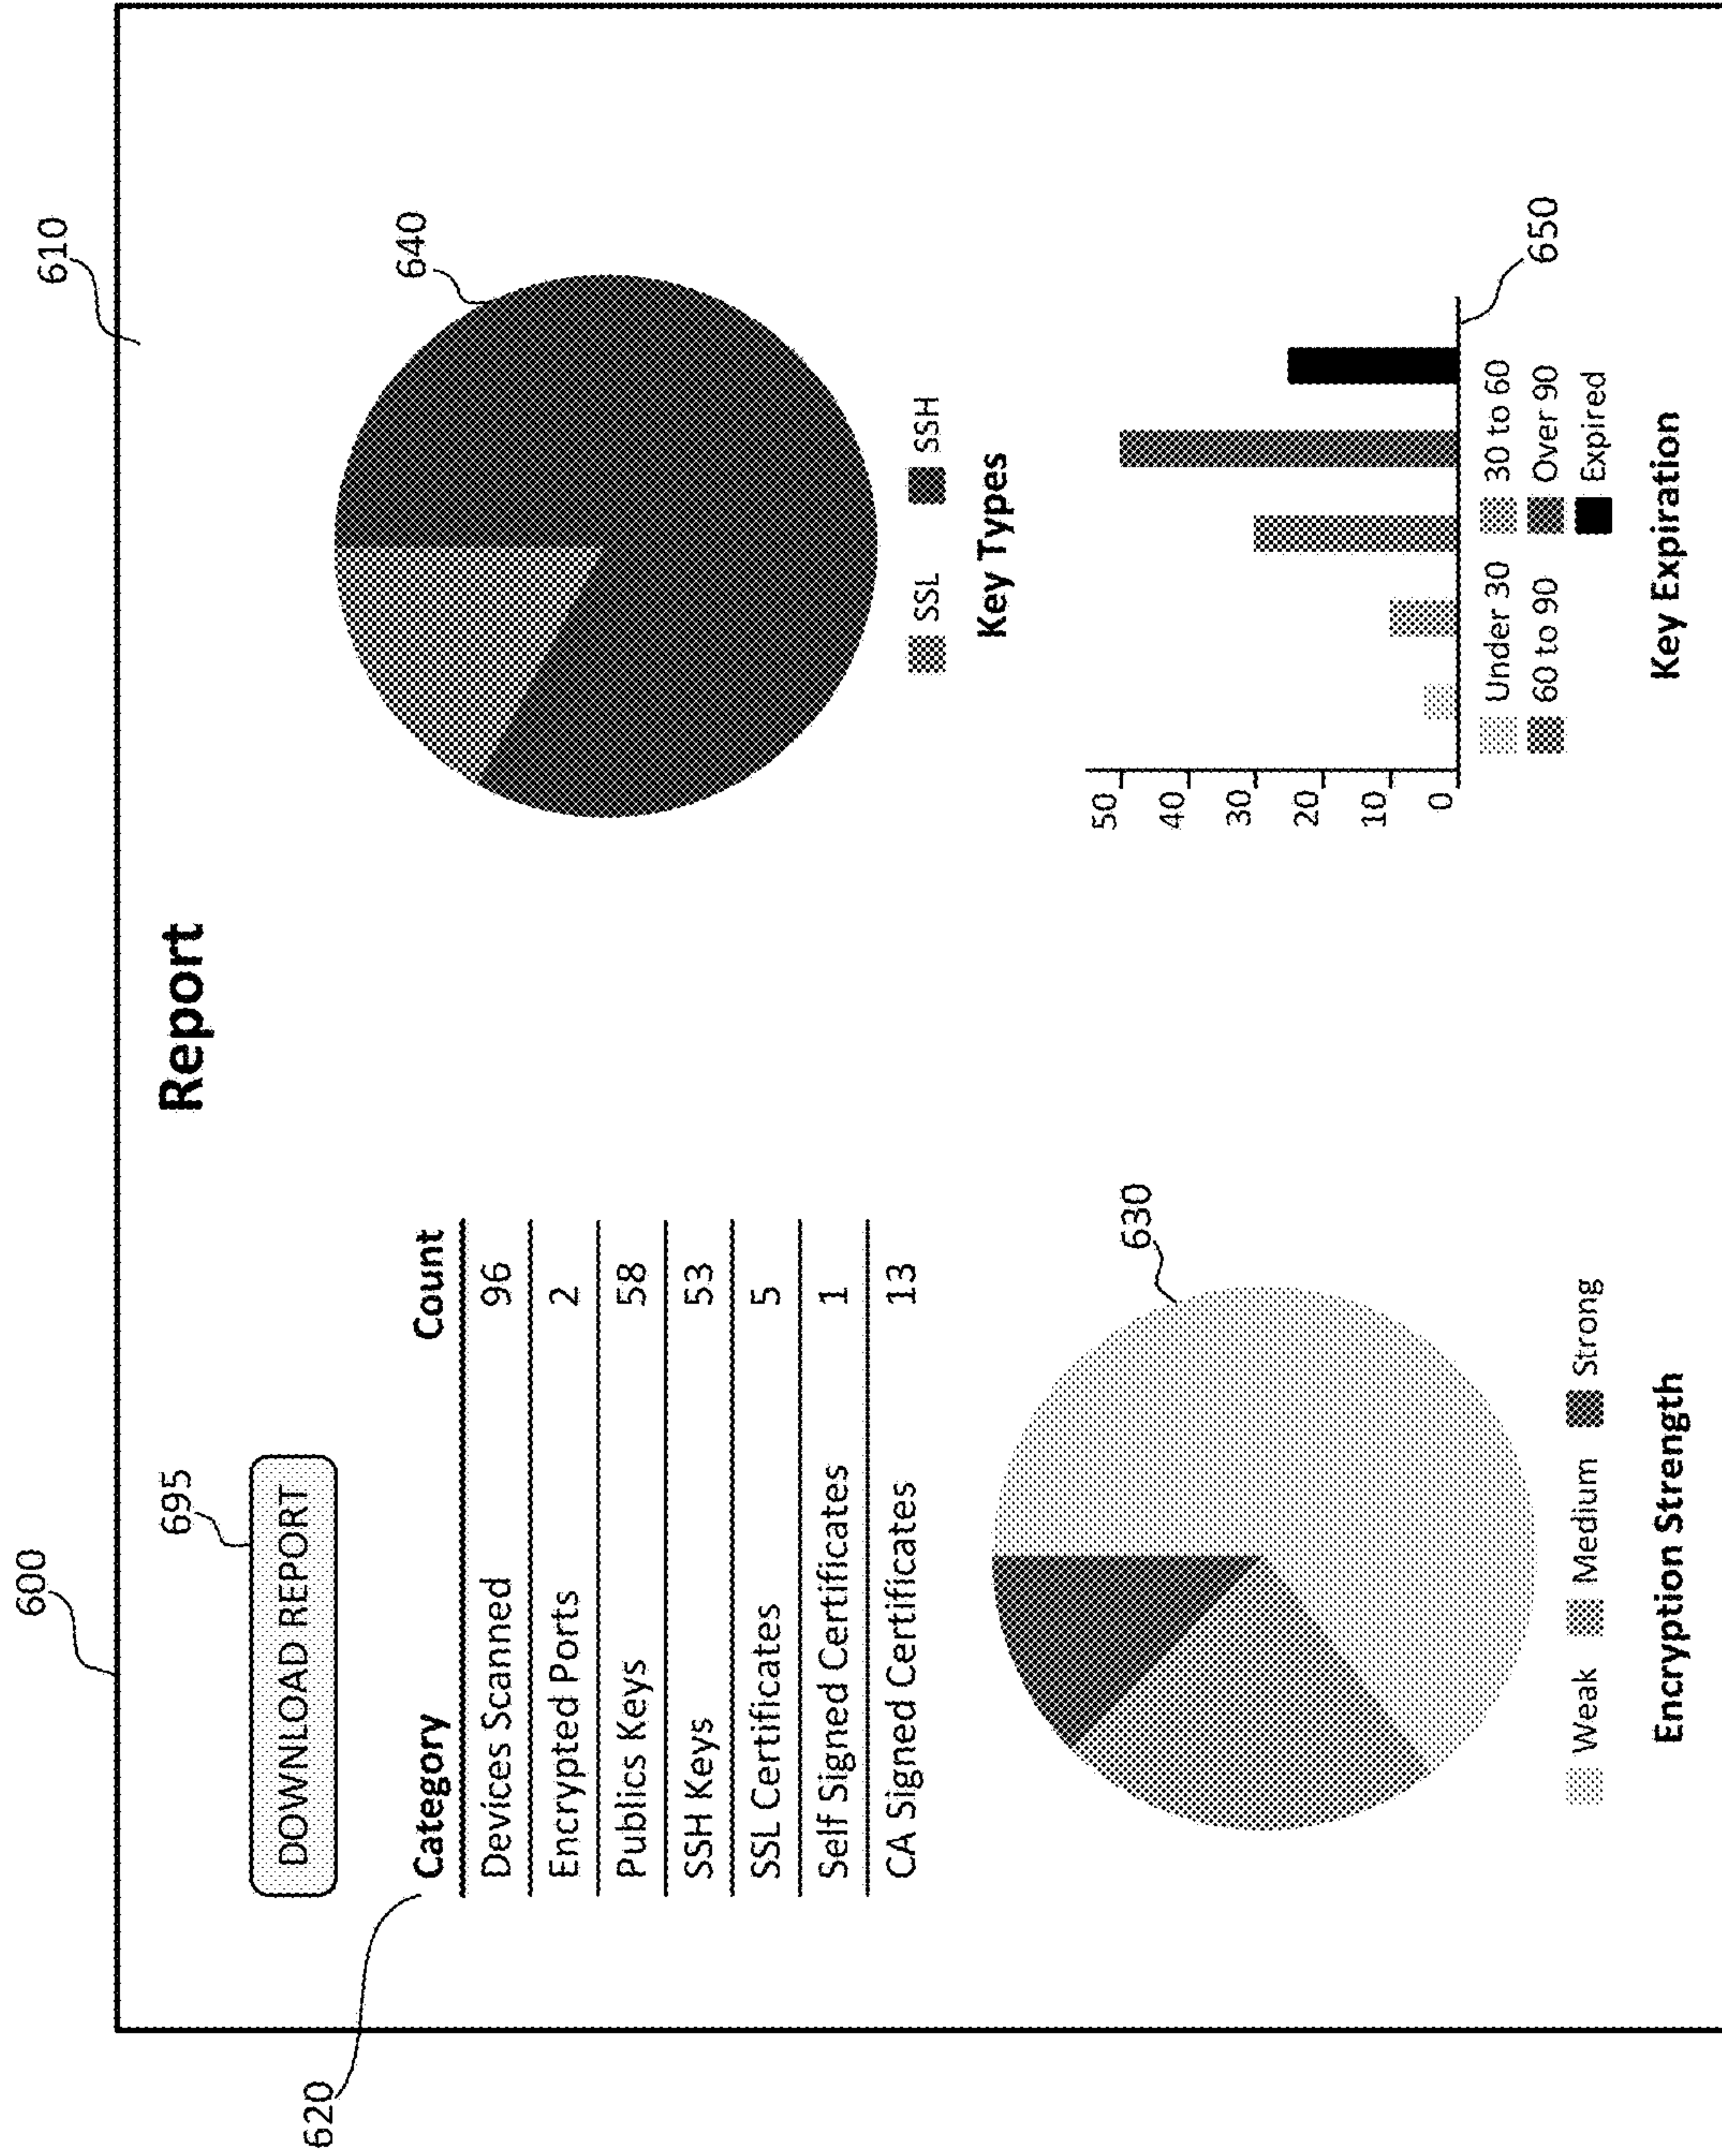 600
610
Report
695
DOWNLOAD REPORT
620
Category Count
Devices Scanned 96
Encrypted Ports 2
Publics Keys 58
SSH Keys 53
SSL Certificates 5
Self Signed Certificates 1
CA Signed Certificates 13
640
SSL SSH
Key Types
630
Weak Medium Strong
Encryption Strength
50
40
30
20
10
0
650
Under 30 30 to 60
60 to 90 Over 90
Expired
Key Expiration